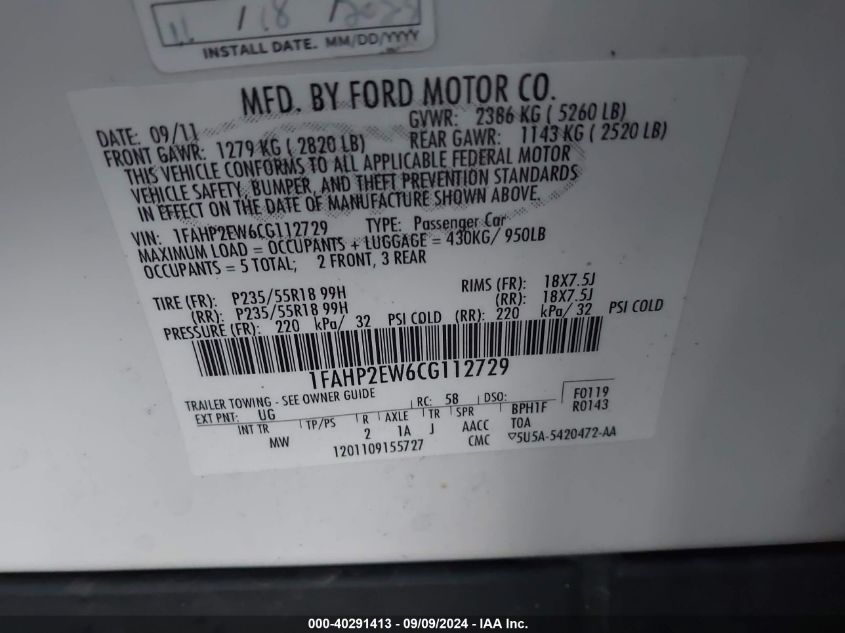 11 / 18 /
INSTALL DATE. MM/DD/YYYY
MFD. BY FORD MOTOR CO.
DATE: 09/11 GVWR: 2386 KG ( 5260 LB)
FRONT GAWR: 1279 KG ( 2820 LB) REAR GAWR: 1143 KG ( 2520 LB)
THIS VEHICLE CONFORMS TO ALL APPLICABLE FEDERAL MOTOR
VEHICLE SAFETY, BUMPER, AND THEFT PREVENTION STANDARDS
IN EFFECT ON THE DATE OF MANUFACTURE SHOWN ABOVE.
VIN: 1FAHP2EW6CG112729 TYPE: Passenger Car
MAXIMUM LOAD = OCCUPANTS + LUGGAGE = 430KG/ 950LB
OCCUPANTS = 5 TOTAL; 2 FRONT, 3 REAR
TIRE (FR): P235/55R18 99H RIMS (FR): 18X7.5J
(RR): P235/55R18 99H (RR): 18X7.5J
PRESSURE (FR): 220 kPa/ 32 PSI COLD (RR): 220 kPa/ 32 PSI COLD
1FAHP2EW6CG112729
TRAILER TOWING - SEE OWNER GUIDE
EXT PNT: UG RC: 58 DSO: F0119
INT TR TP/PS R AXLE TR SPR BPH1F R0143
MW 2 1A J AACC TOA
1201109155727 CMC ▽5U5A-5420472-AA
000-40291413 - 09/09/2024 - IAA Inc.